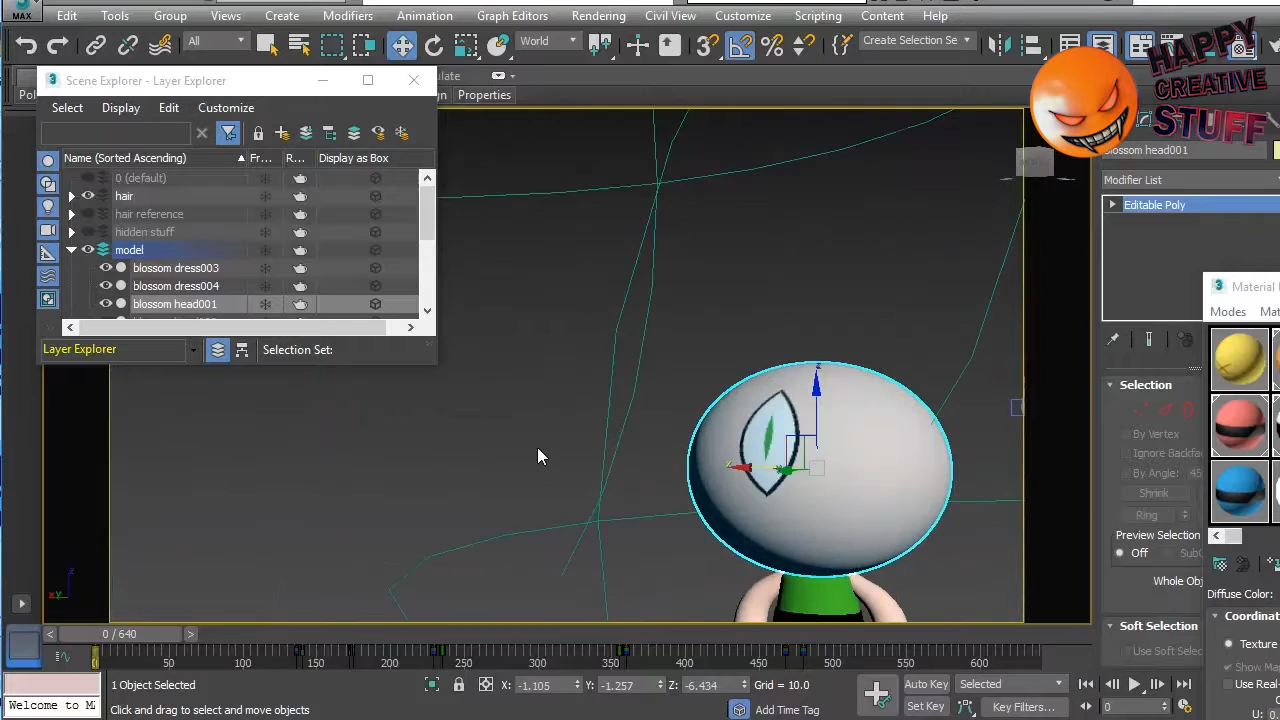 MAX
Edit
Tools
Group
Views
Create
Modifiers
Animation
Graph Editors
Rendering
Civil View
Customize
Scripting
Content
Help
All
World
Create Selection Se
HAPPY
CREATIVE
STUFF
Scene Explorer - Layer Explorer
Properties
Select
Display
Edit
Customize
blossom head001
Name (Sorted Ascending)
Fr...
R...
Display as Box
Modifier List
0 (default)
hair
Editable Poly
hair reference
hidden stuff
model
blossom dress003
blossom dress004
blossom head001
Material
Modes
Mat
Layer Explorer
Selection Set:
Selection
By Vertex
Ignore Backfa
By Angle:
45
Shrink
Ring
Preview Selection
Off
SubO
Whole Obj
Diffuse Color:
Coordinat
Soft Selection
Texture
Use Soft Selec
Show Ma
Use Real-
U:
0 / 640
0
50
100
150
200
250
300
350
400
450
500
550
600
1 Object Selected
X: -1.105
Y: -1.257
Z: -6.434
Grid = 10.0
Auto Key
Selected
Welcome to MA
Click and drag to select and move objects
Add Time Tag
Set Key
Key Filters...
0